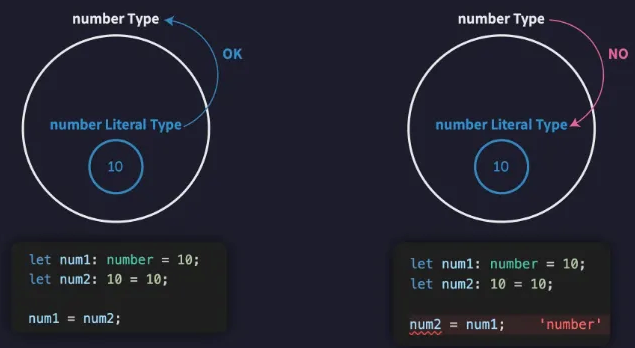 number Type
OK
number Literal Type
10
let num1: number = 10;
let num2: 10 = 10;
num1 = num2;
number Type
NO
number Literal Type
10
let num1: number = 10;
let num2: 10 = 10;
num2 = num1; 'number'